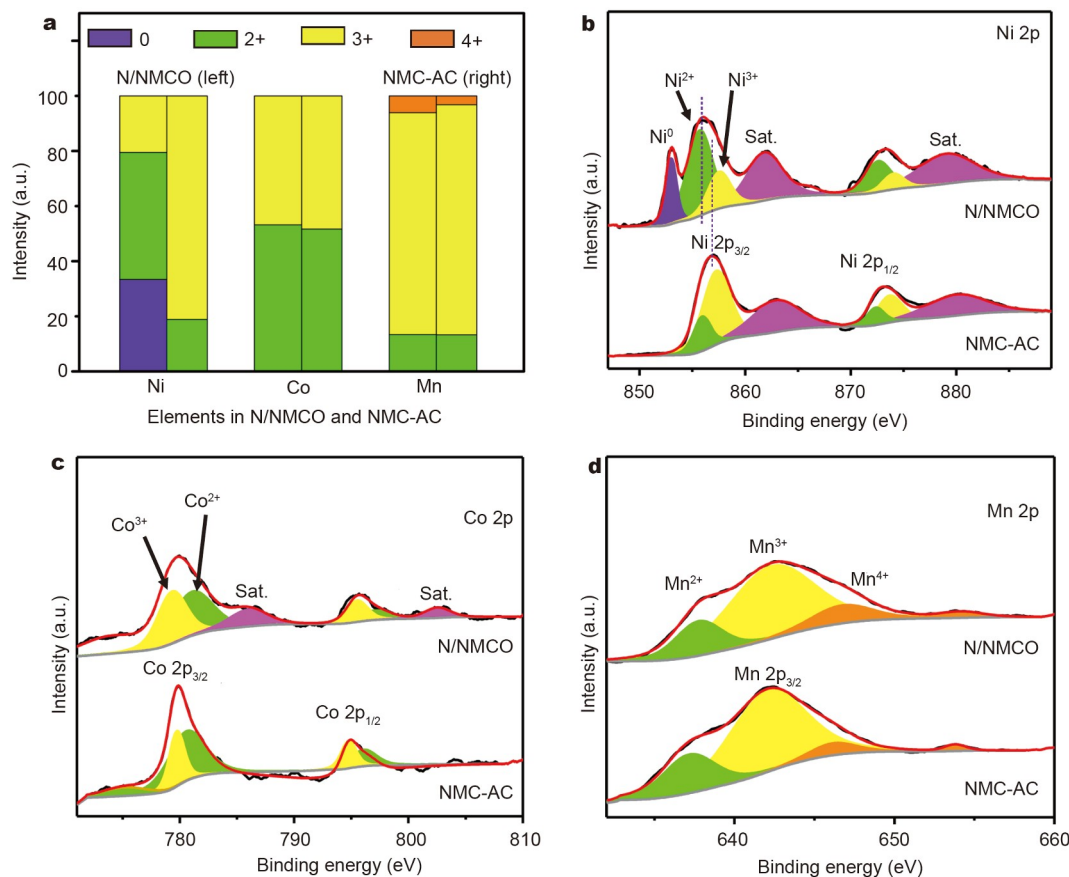 a
0 2+ 3+ 4+
N/NMCO (left) NMC-AC (right)
100
80
60
40
20
0
Intensity (a.u.)
Ni Co Mn
Elements in N/NMCO and NMC-AC
b
Ni 2p
Ni²⁺ Ni³⁺
Ni⁰ Sat. Sat.
N/NMCO
Ni 2p₃/₂ Ni 2p₁/₂
NMC-AC
Intensity (a.u.)
850 860 870 880
Binding energy (eV)
c
Co 2p
Co²⁺
Co³⁺
Sat. Sat.
N/NMCO
Co 2p₃/₂
Co 2p₁/₂
NMC-AC
Intensity (a.u.)
780 790 800 810
Binding energy (eV)
d
Mn 2p
Mn³⁺
Mn²⁺ Mn⁴⁺
N/NMCO
Mn 2p₃/₂
NMC-AC
Intensity (a.u.)
640 650 660
Binding energy (eV)